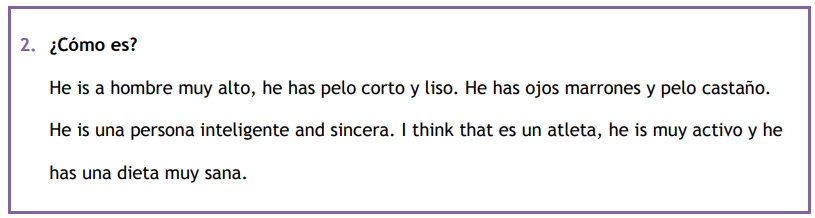 2. ¿Cómo es?
He is a hombre muy alto, he has pelo corto y liso. He has ojos marrones y pelo castaño.
He is una persona inteligente and sincera. I think that es un atleta, he is muy activo y he
has una dieta muy sana.